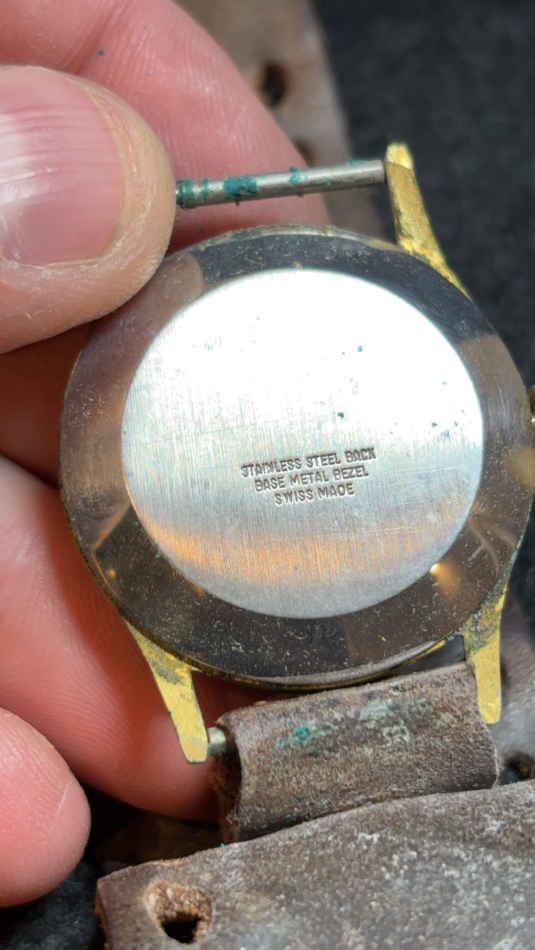 STAINLESS STEEL BACK
BASE METAL BEZEL
SWISS MADE